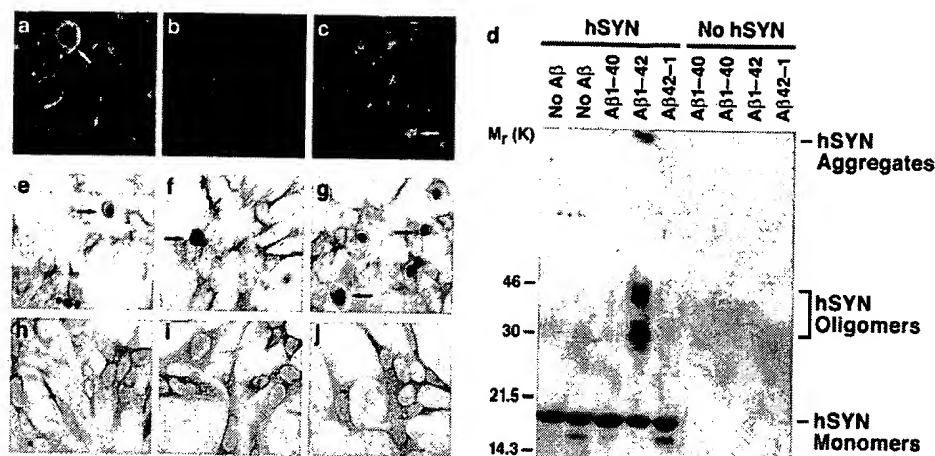 a
b
c
d
hSYN
No hSYN
No Aβ
No Aβ
Aβ1–40
Aβ1–42
Aβ42–1
Aβ1–40
Aβ1–40
Aβ1–42
Aβ42–1
Mr (K)
hSYN
Aggregates
e
f
g
46
30
hSYN
Oligomers
h
i
j
21.5
14.3
hSYN
Monomers